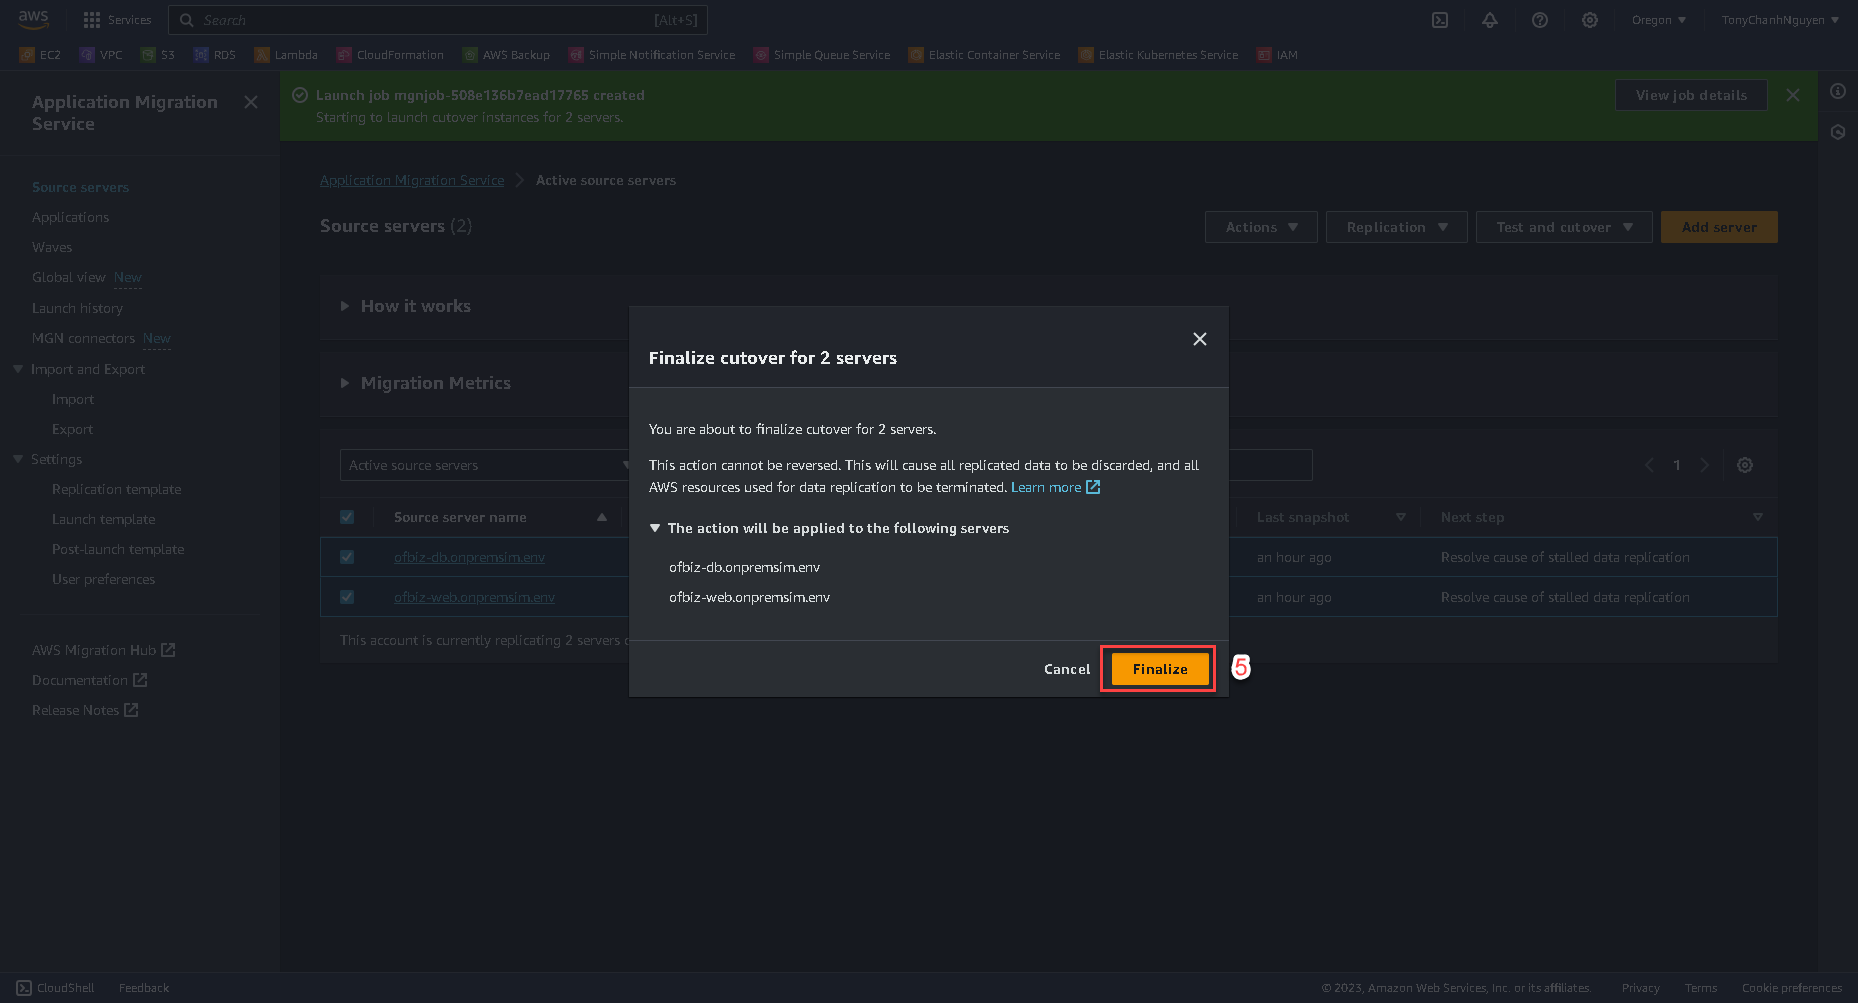 aws
Services
Search
[Alt+S]
Oregon
TonyChanhNguyen
EC2
VPC
S3
RDS
Lambda
CloudFormation
AWS Backup
Simple Notification Service
Simple Queue Service
Elastic Container Service
Elastic Kubernetes Service
IAM
Application Migration
Service
Source servers
Applications
Waves
Global view New
Launch history
MGN connectors New
Import and Export
Import
Export
Settings
Replication template
Launch template
Post-launch template
User preferences
AWS Migration Hub
Documentation
Release Notes
Launch job mgnjob-508e136b7ead17765 created
Starting to launch cutover instances for 2 servers.
View job details
Application Migration Service
Active source servers
Source servers (2)
Actions
Replication
Test and cutover
Add server
How it works
Migration Metrics
Active source servers
1
Source server name
Last snapshot
Next step
ofbiz-db.onpremsim.env
an hour ago
Resolve cause of stalled data replication
ofbiz-web.onpremsim.env
an hour ago
Resolve cause of stalled data replication
This account is currently replicating 2 servers
Finalize cutover for 2 servers
You are about to finalize cutover for 2 servers.
This action cannot be reversed. This will cause all replicated data to be discarded, and all
AWS resources used for data replication to be terminated. Learn more
The action will be applied to the following servers
ofbiz-db.onpremsim.env
ofbiz-web.onpremsim.env
Cancel
Finalize
5
CloudShell
Feedback
© 2023, Amazon Web Services, Inc. or its affiliates.
Privacy
Terms
Cookie preferences